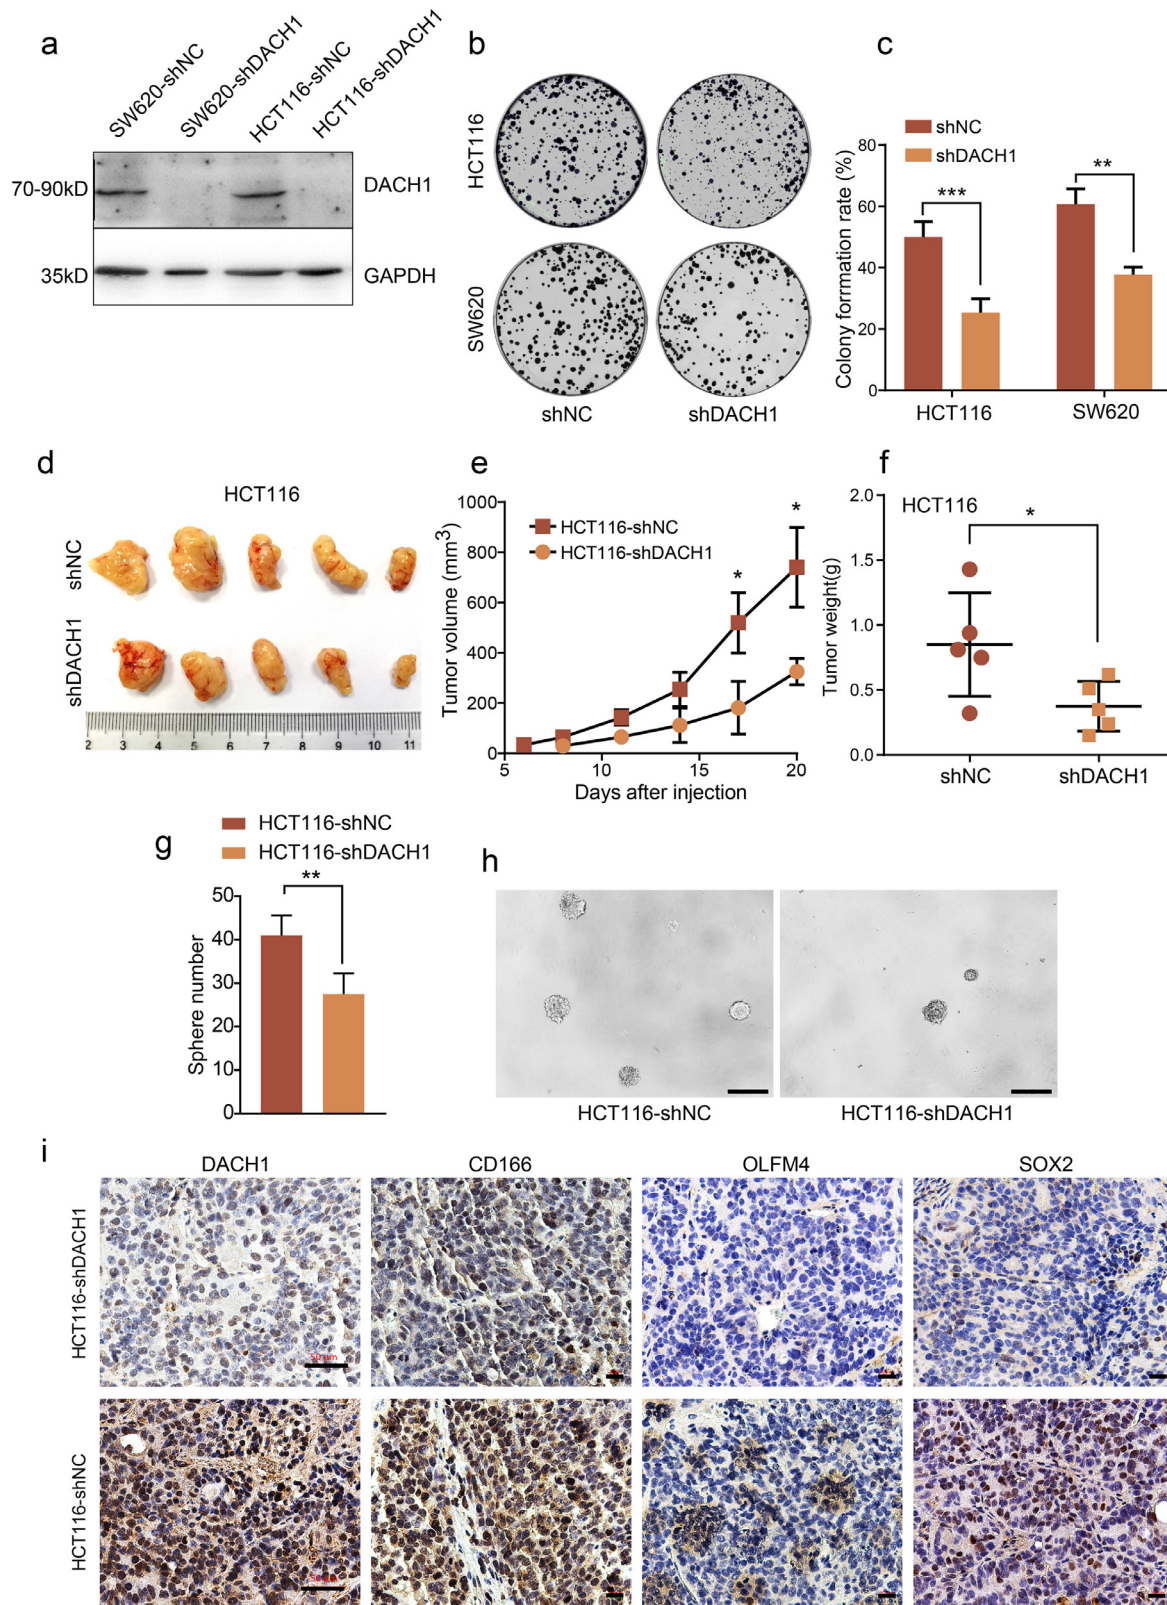 a
SW620-shNC
SW620-shDACH1
HCT116-shNC
HCT116-shDACH1
70-90kD
DACH1
35kD
GAPDH
b
HCT116
SW620
shNC
shDACH1
c
shNC
shDACH1
Colony formation rate (%)
80
60
40
20
0
***
**
HCT116
SW620
d
HCT116
shNC
shDACH1
2 3 4 5 6 7 8 9 10 11
e
Tumor volume (mm3)
1000
800
600
400
200
0
HCT116-shNC
HCT116-shDACH1
*
*
5 10 15 20
Days after injection
f
HCT116
*
Tumor weight(g)
2.0
1.5
1.0
0.5
0.0
shNC
shDACH1
g
HCT116-shNC
HCT116-shDACH1
**
Sphere number
50
40
30
20
10
0
h
HCT116-shNC
HCT116-shDACH1
i
DACH1
CD166
OLFM4
SOX2
HCT116-shDACH1
50 um
HCT116-shNC